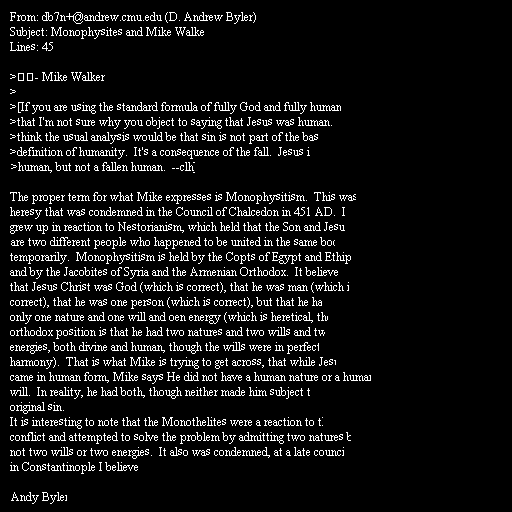 From: db7n+@andrew.cmu.edu (D. Andrew Byler)
Subject: Monophysites and Mike Walke
Lines: 45

>- Mike Walker
>
>[If you are using the standard formula of fully God and fully human
>that I'm not sure why you object to saying that Jesus was human.
>think the usual analysis would be that sin is not part of the bas
>definition of humanity. It's a consequence of the fall. Jesus i
>human, but not a fallen human. --clh]

The proper term for what Mike expresses is Monophysitism. This was
heresy that was condemned in the Council of Chalcedon in 451 AD. I
grew up in reaction to Nestorianism, which held that the Son and Jesu
are two different people who happened to be united in the same bo
temporarily. Monophysitism is held by the Copts of Egypt and Ethip
and by the Jacobites of Syria and the Armenian Orthodox. It believe
that Jesus Christ was God (which is correct), that he was man (which i
correct), that he was one person (which is correct), but that he ha
only one nature and one will and oen energy (which is heretical, th
orthodox position is that he had two natures and two wills and tw
energies, both divine and human, though the wills were in perfect
harmony). That is what Mike is trying to get across, that while Jes
came in human form, Mike says He did not have a human nature or a human
will. In reality, he had both, though neither made him subject t
original sin.
It is interesting to note that the Monothelites were a reaction to t
conflict and attempted to solve the problem by admitting two natures b
not two wills or two energies. It also was condemned, at a late counci
in Constantinople I believe

Andy Byler